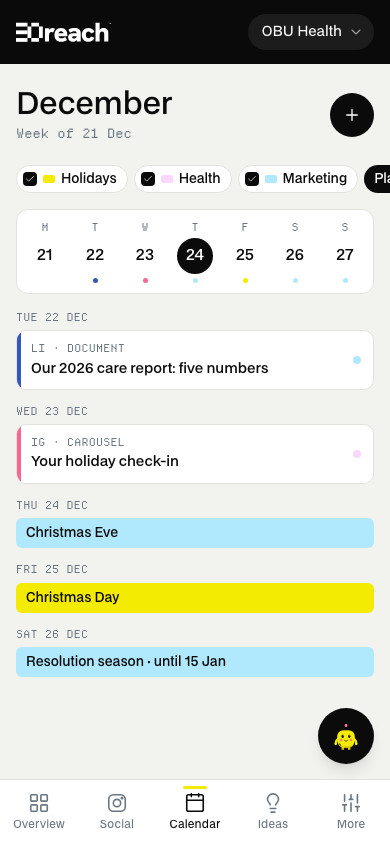 reach
OBU Health
December
Week of 21 Dec
Holidays
Health
Marketing
M T W T F S S
21 22 23 24 25 26 27
TUE 22 DEC
LI · DOCUMENT
Our 2026 care report: five numbers
WED 23 DEC
IG · CAROUSEL
Your holiday check-in
THU 24 DEC
Christmas Eve
FRI 25 DEC
Christmas Day
SAT 26 DEC
Resolution season · until 15 Jan
Overview Social Calendar Ideas More